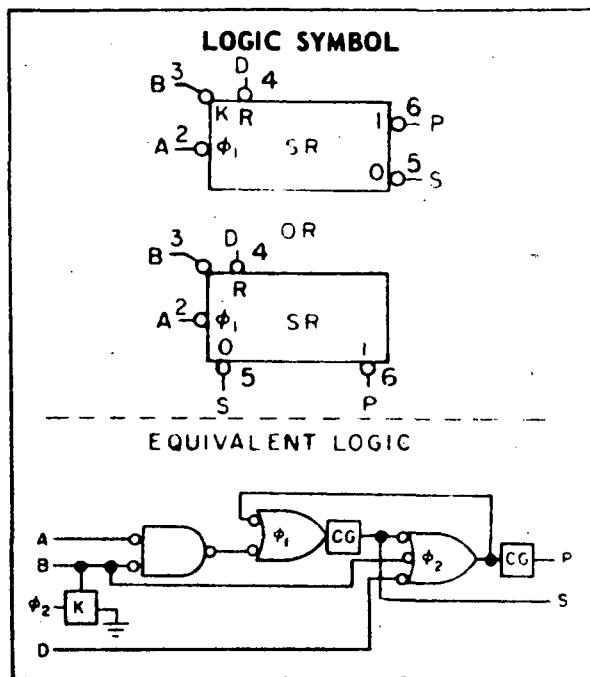 LOGIC SYMBOL
D
B 3 4
K R 6
1 P
A 2 φ1 SR
0 5 S
OR
B 3 D 4
R
A 2 φ1 SR
0 1
5 6
S P
EQUIVALENT LOGIC
A
φ1 CG
B φ2 CG P
φ2 K S
D